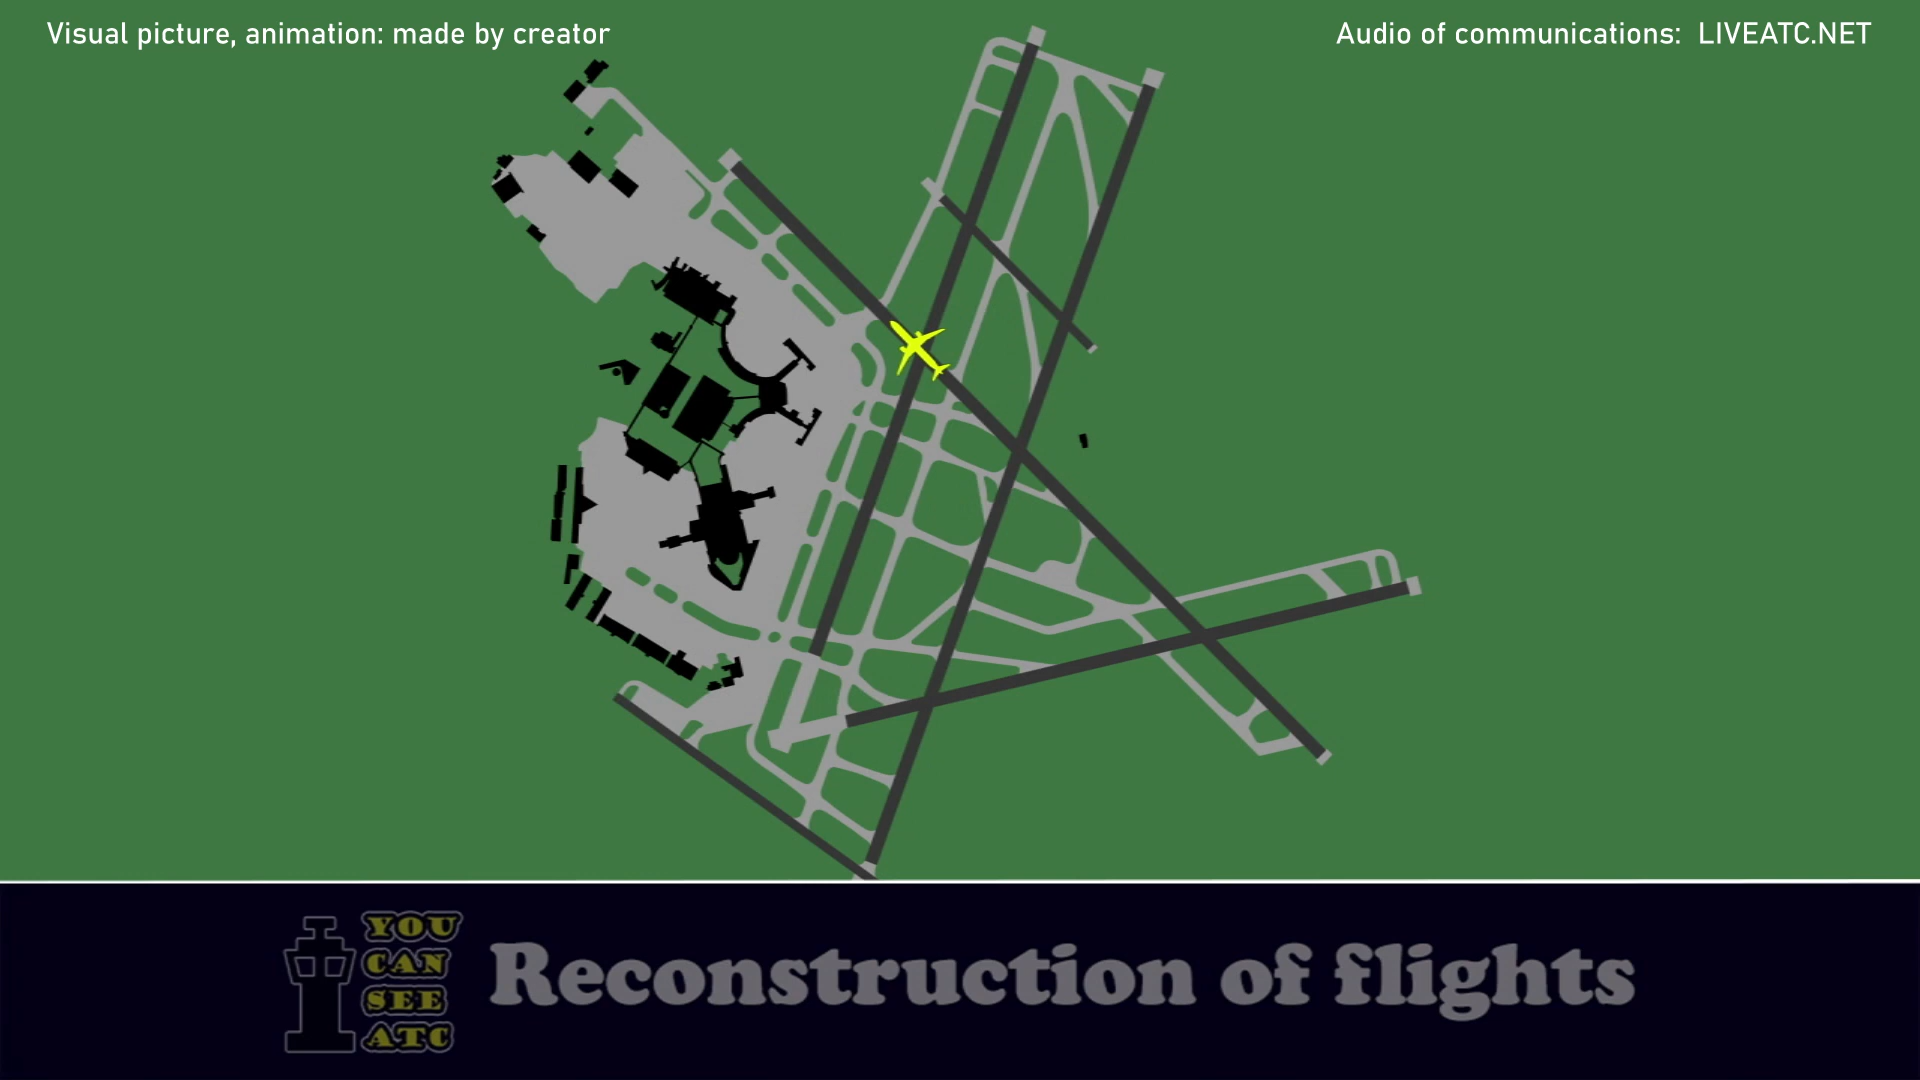 Visual picture, animation: made by creator
Audio of communications: LIVEATC.NET
YOU
CAN
SEE
ATC
Reconstruction of flights